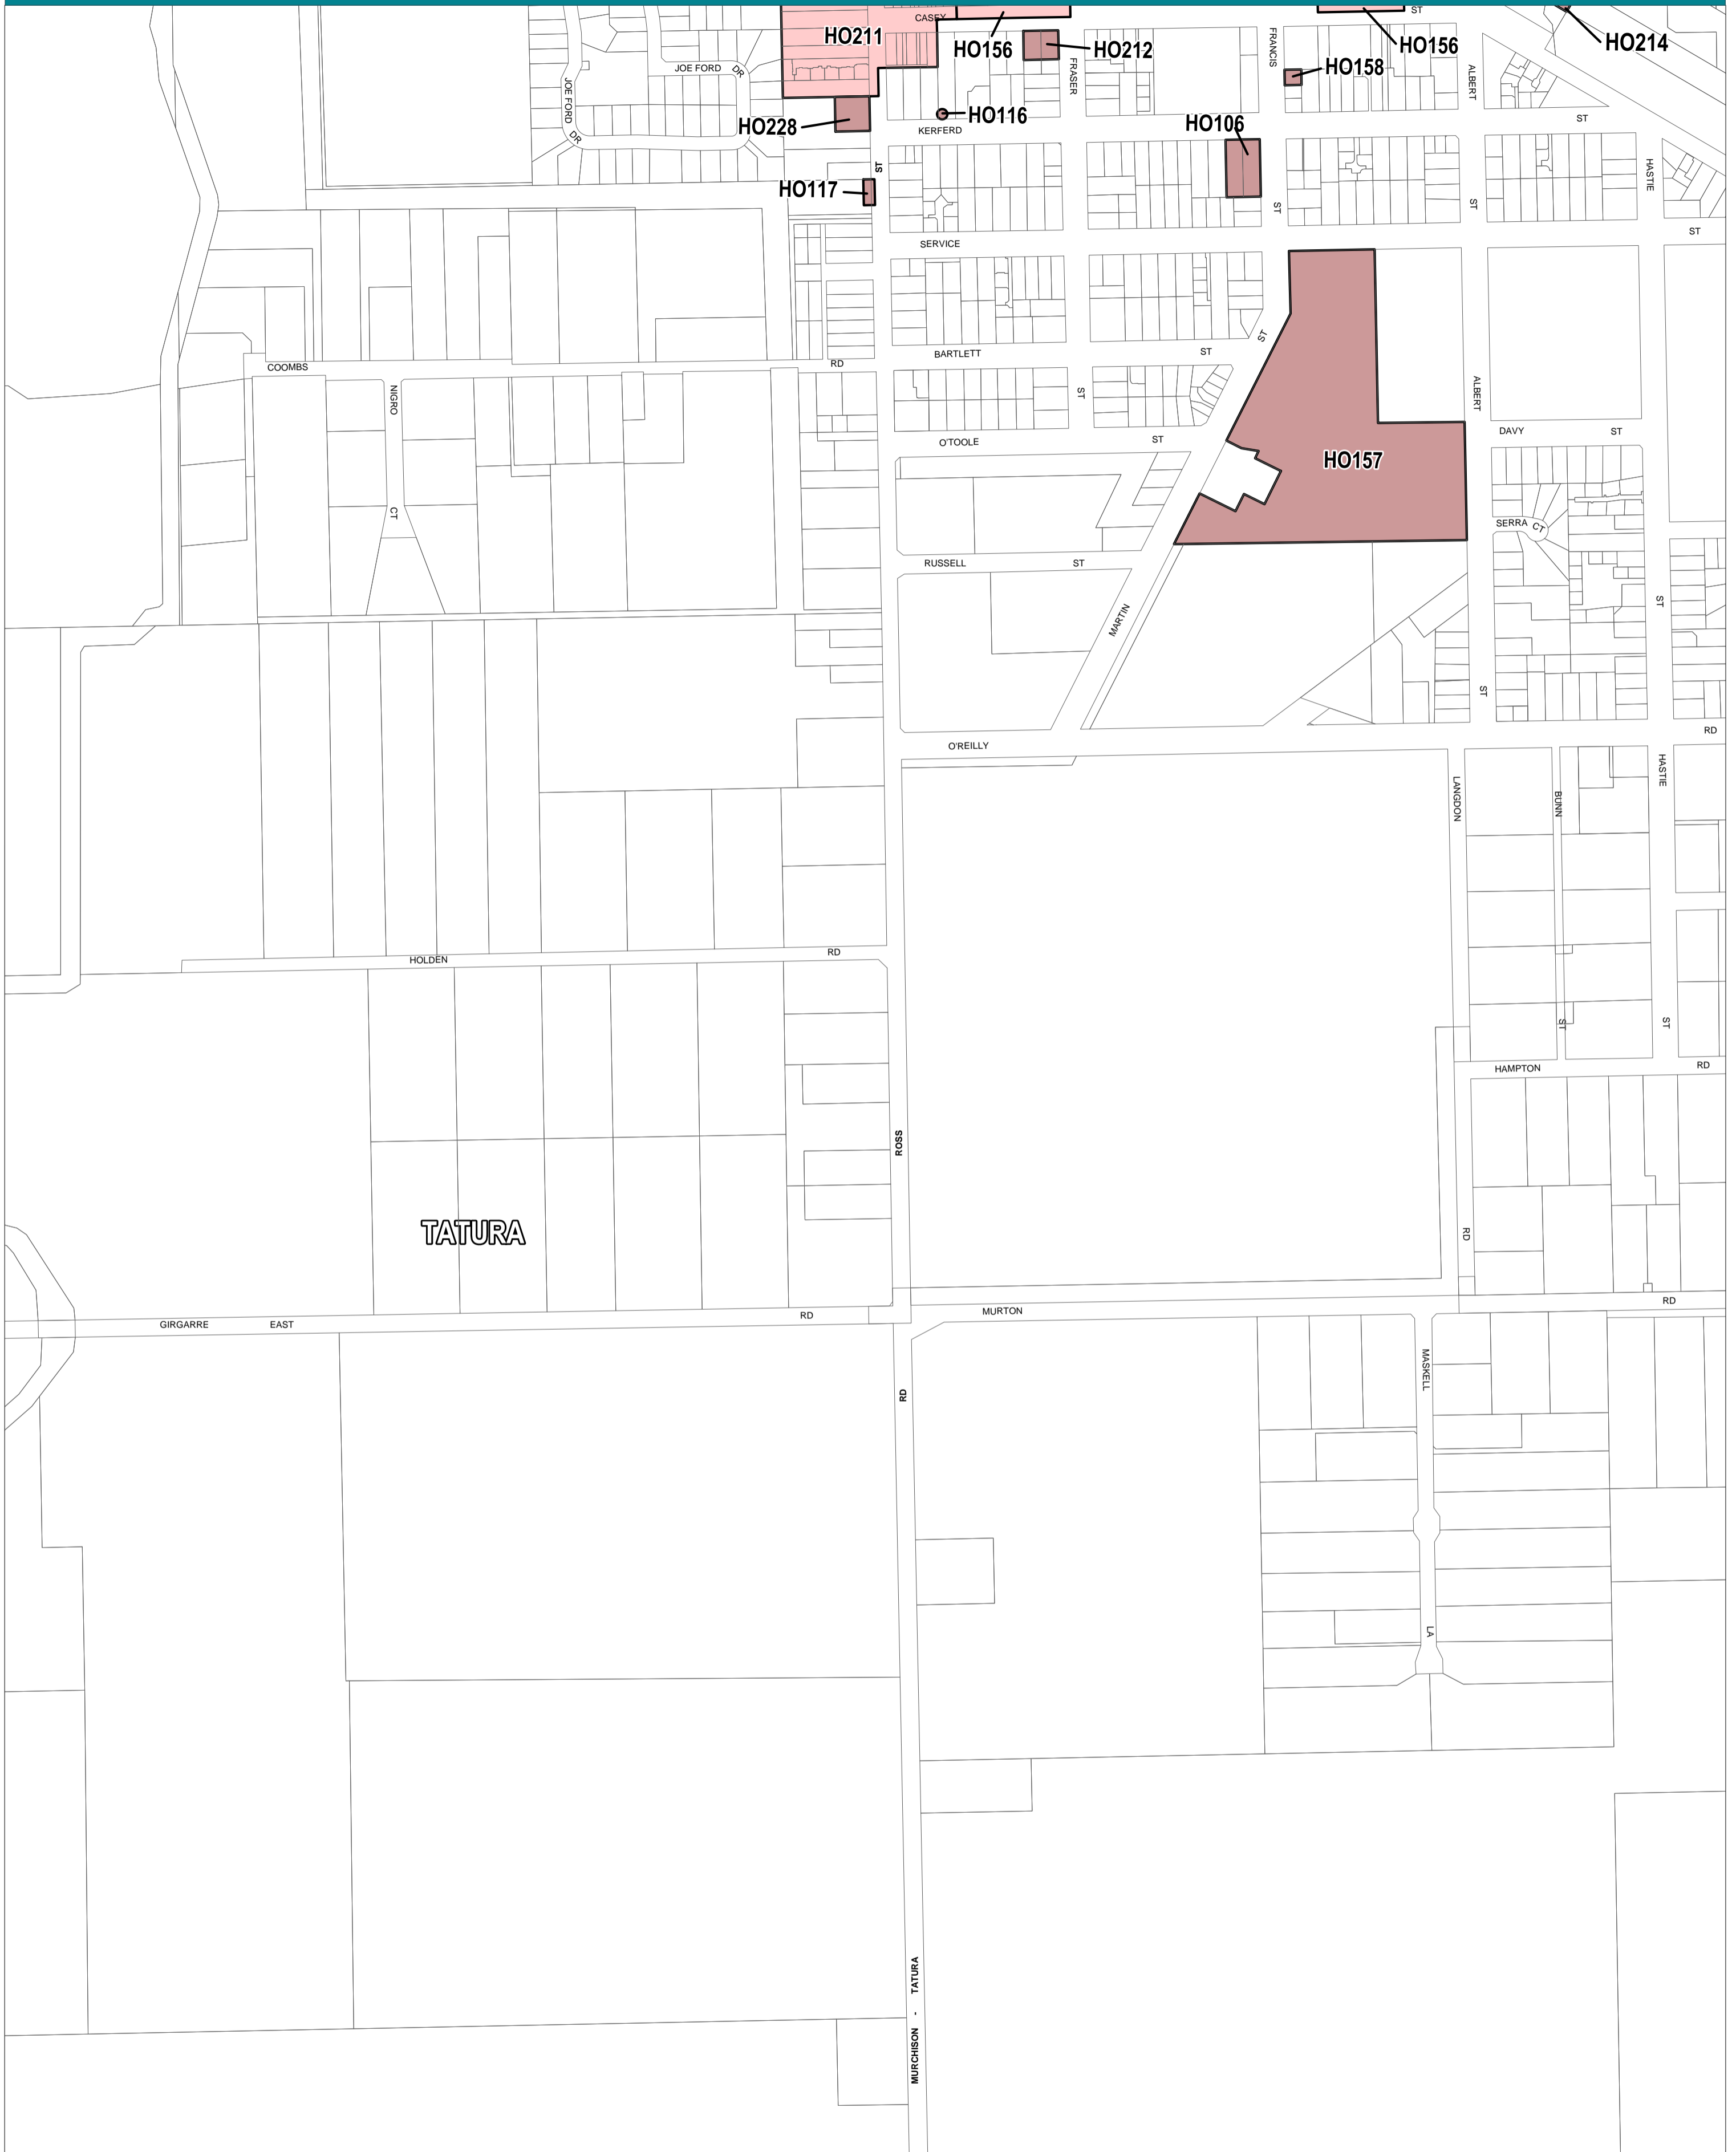 CASEY
ST
HO211
HO156
HO212
HO156
HO214
JOE FORD
DR
FRASER
FRANCIS
HO158
ALBERT
JOE FORD
DR
HO228
HO116
KERFERD
HO106
ST
ST
HASTIE
HO117
ST
ST
ST
SERVICE
ST
BARTLETT
ST
COOMBS
RD
NIGRO
CT
ST
ALBERT
O'TOOLE
ST
DAVY
ST
HO157
SERRA
CT
RUSSELL
ST
MARTIN
ST
ST
ST
O'REILLY
RD
LANGDON
BUNN
HASTIE
HOLDEN
RD
ST
ST
HAMPTON
RD
ROSS
TATURA
RD
GIRGARRE
EAST
RD
MURTON
RD
MASKELL
RD
LA
MURCHISON - TATURA